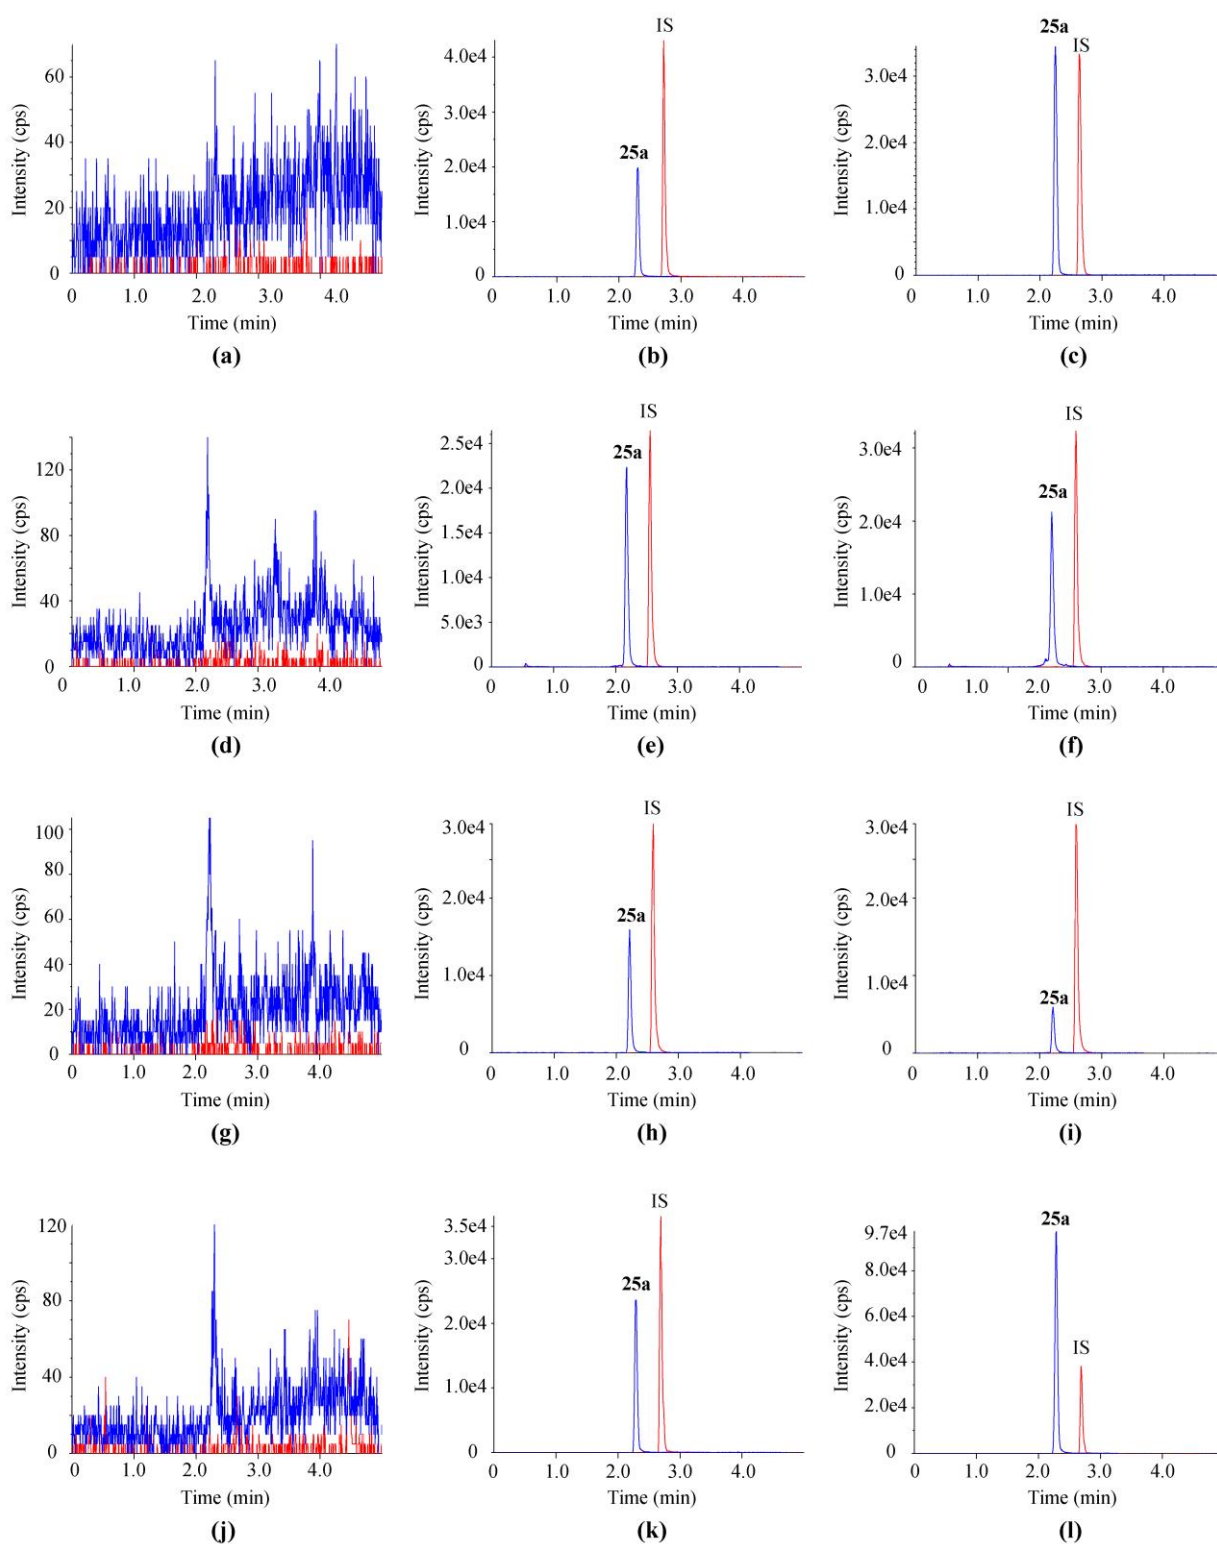 60
40
20
0
Intensity (cps)
0 1.0 2.0 3.0 4.0
Time (min)
(a)
IS
25a
4.0e4
3.0e4
2.0e4
1.0e4
0
Intensity (cps)
0 1.0 2.0 3.0 4.0
Time (min)
(b)
25a
IS
3.0e4
2.0e4
1.0e4
0
Intensity (cps)
0 1.0 2.0 3.0 4.0
Time (min)
(c)
120
80
40
0
Intensity (cps)
0 1.0 2.0 3.0 4.0
Time (min)
(d)
IS
25a
2.5e4
2.0e4
1.5e4
1.0e4
5.0e3
0
Intensity (cps)
0 1.0 2.0 3.0 4.0
Time (min)
(e)
IS
25a
3.0e4
2.0e4
1.0e4
0
Intensity (cps)
0 1.0 2.0 3.0 4.0
Time (min)
(f)
100
80
60
40
20
0
Intensity (cps)
0 1.0 2.0 3.0 4.0
Time (min)
(g)
IS
25a
3.0e4
2.0e4
1.0e4
0
Intensity (cps)
0 1.0 2.0 3.0 4.0
Time (min)
(h)
IS
25a
3.0e4
2.0e4
1.0e4
0
Intensity (cps)
0 1.0 2.0 3.0 4.0
Time (min)
(i)
120
80
40
0
Intensity (cps)
0 1.0 2.0 3.0 4.0
Time (min)
(j)
IS
25a
3.5e4
3.0e4
2.0e4
1.0e4
0
Intensity (cps)
0 1.0 2.0 3.0 4.0
Time (min)
(k)
25a
IS
9.7e4
8.0e4
6.0e4
4.0e4
2.0e4
0
Intensity (cps)
0 1.0 2.0 3.0 4.0
Time (min)
(l)